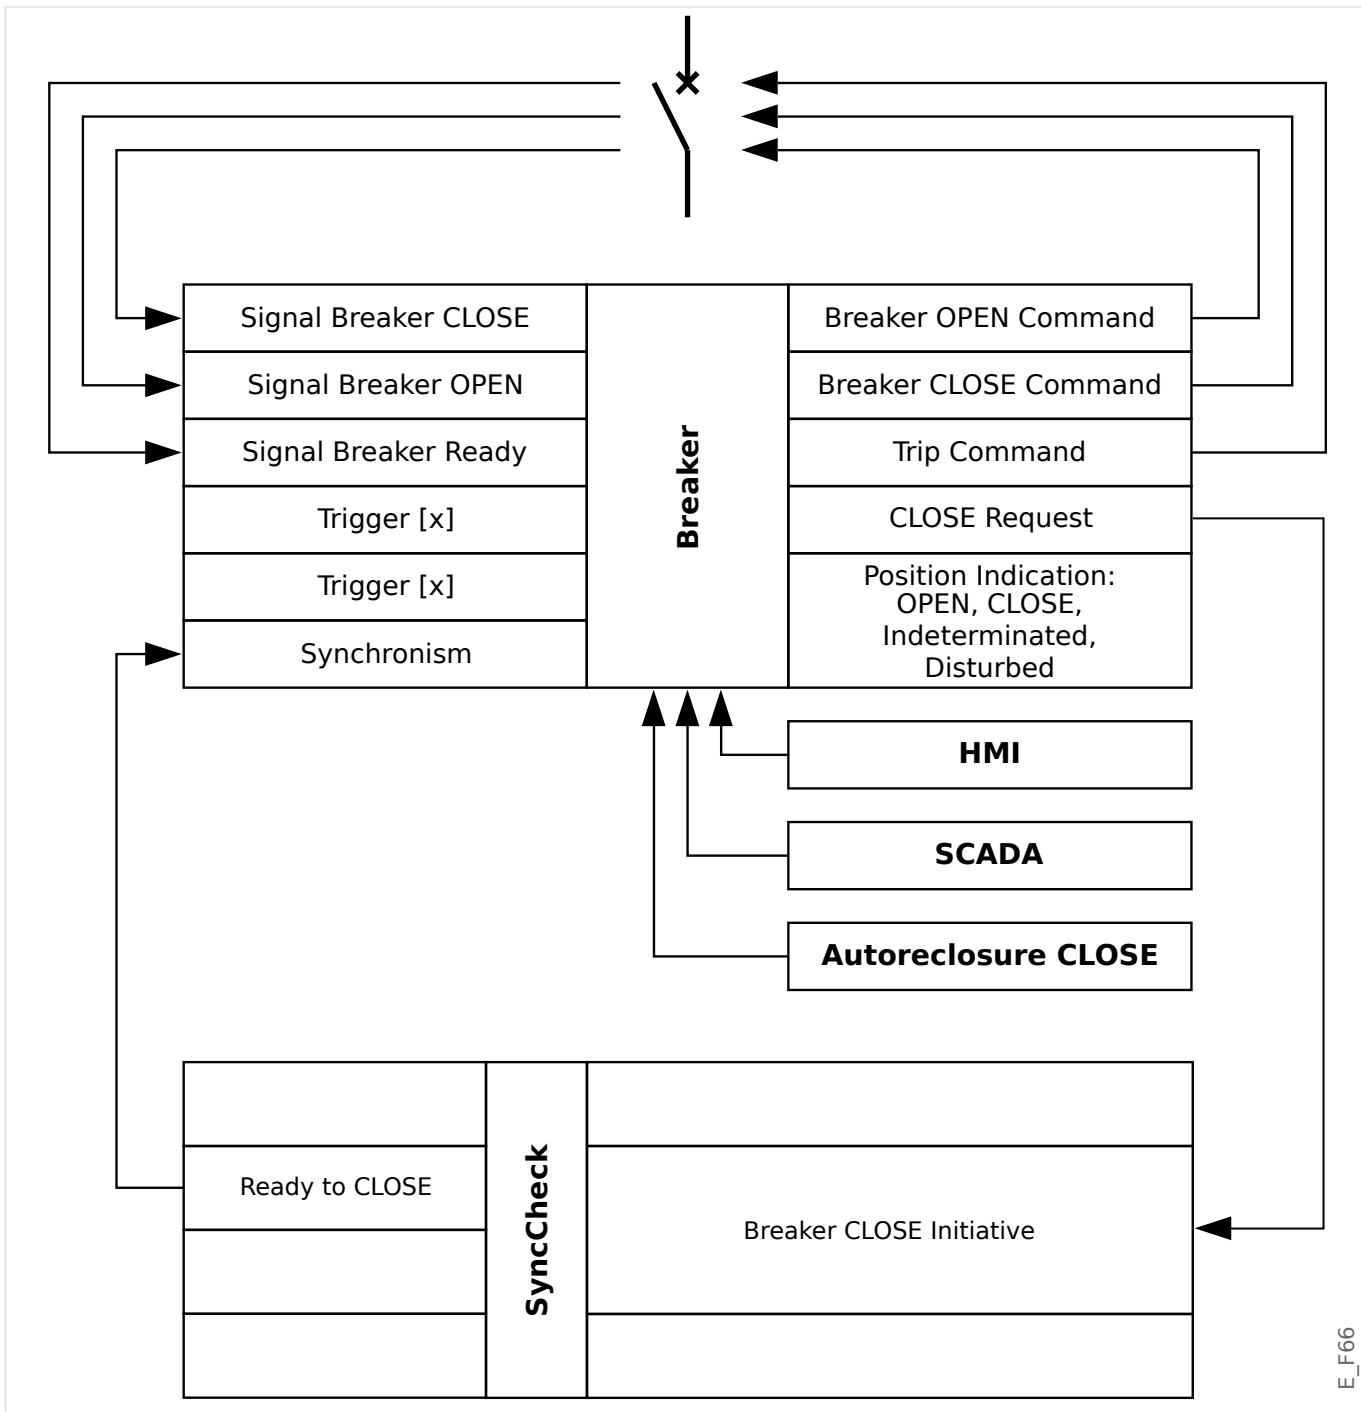 Signal Breaker CLOSE
Signal Breaker OPEN
Signal Breaker Ready
Trigger [x]
Trigger [x]
Synchronism
Breaker
Breaker OPEN Command
Breaker CLOSE Command
Trip Command
CLOSE Request
Position Indication:
OPEN, CLOSE,
Indeterminated,
Disturbed
HMI
SCADA
Autoreclosure CLOSE
Ready to CLOSE
SyncCheck
Breaker CLOSE Initiative
E_F66